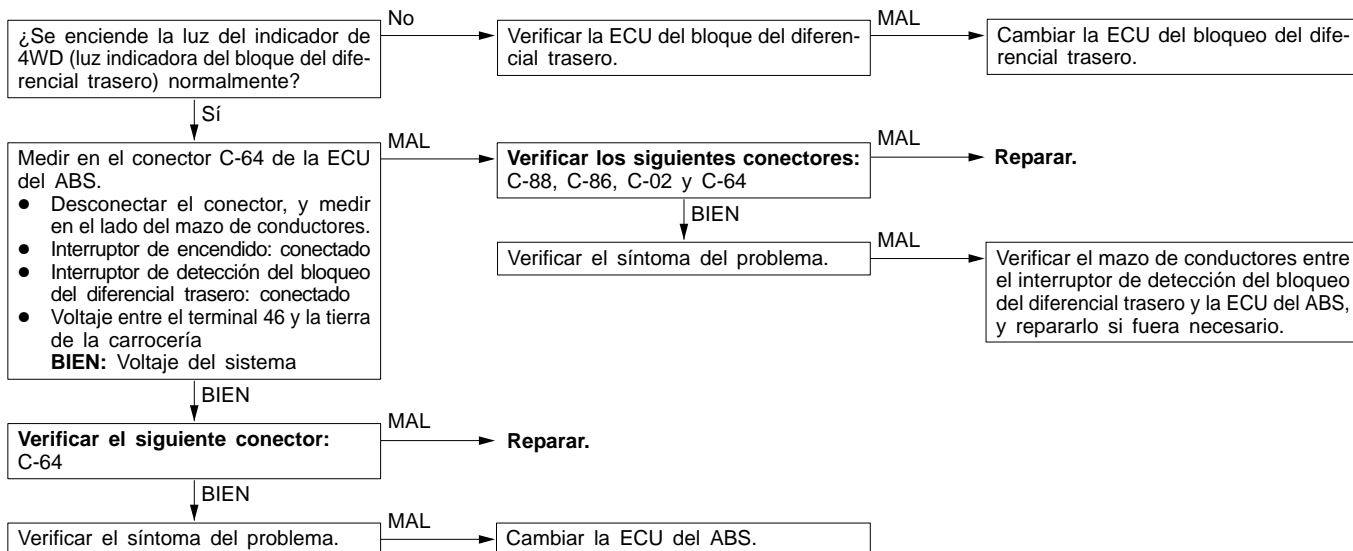 ¿Se enciende la luz del indicador de
4WD (luz indicadora del bloque del dife-
rencial trasero) normalmente?
No
Verificar la ECU del bloque del diferen-
cial trasero.
MAL
Cambiar la ECU del bloqueo del dife-
rencial trasero.
Sí
Medir en el conector C-64 de la ECU
del ABS.
● Desconectar el conector, y medir
en el lado del mazo de conductores.
● Interruptor de encendido: conectado
● Interruptor de detección del bloqueo
del diferencial trasero: conectado
● Voltaje entre el terminal 46 y la tierra
de la carrocería
BIEN: Voltaje del sistema
MAL
Verificar los siguientes conectores:
C-88, C-86, C-02 y C-64
MAL
Reparar.
BIEN
Verificar el síntoma del problema.
MAL
Verificar el mazo de conductores entre
el interruptor de detección del bloqueo
del diferencial trasero y la ECU del ABS,
y repararlo si fuera necesario.
BIEN
Verificar el siguiente conector:
C-64
MAL
Reparar.
BIEN
Verificar el síntoma del problema.
MAL
Cambiar la ECU del ABS.